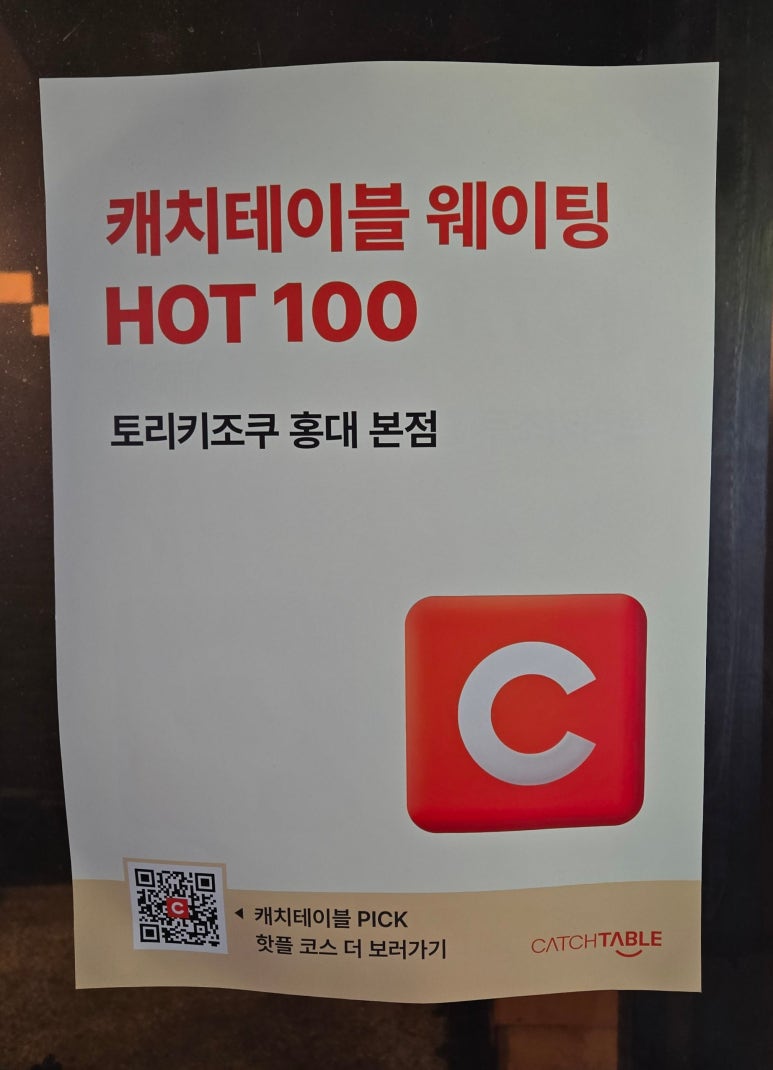 캐치테이블 웨이팅
HOT 100
토리키조쿠 홍대 본점
C
C
◀ 캐치테이블 PICK
핫플 코스 더 보러가기
CATCHTABLE